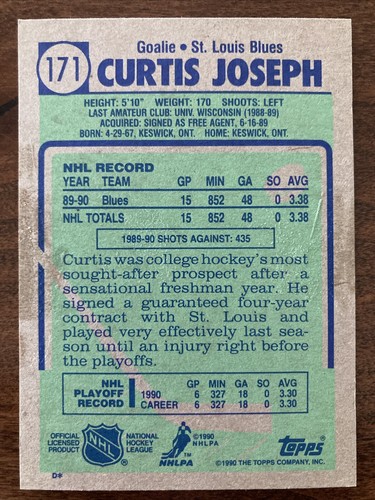 171
Goalie • St. Louis Blues
CURTIS JOSEPH
HEIGHT: 5'10" WEIGHT: 170 SHOOTS: LEFT
LAST AMATEUR CLUB: UNIV. WISCONSIN (1988-89)
ACQUIRED: SIGNED AS FREE AGENT, 6-16-89
BORN: 4-29-67, KESWICK, ONT. HOME: KESWICK, ONT.
NHL RECORD
YEAR TEAM GP MIN GA SO AVG
89-90 Blues 15 852 48 0 3.38
NHL TOTALS 15 852 48 0 3.38
1989-90 SHOTS AGAINST: 435
Curtis was college hockey's most
sought-after prospect after a
sensational freshman year. He
signed a guaranteed four-year
contract with St. Louis and
played very effectively last sea-
son until an injury right before
the playoffs.
NHL PLAYOFF RECORD
GP MIN GA SO AVG
1990 6 327 18 0 3.30
CAREER 6 327 18 0 3.30
OFFICIAL
LICENSED
PRODUCT
NHL
NATIONAL
HOCKEY
LEAGUE
©1990
NHLPA
NHLPA
TOPPS
D*
©1990 THE TOPPS COMPANY, INC.